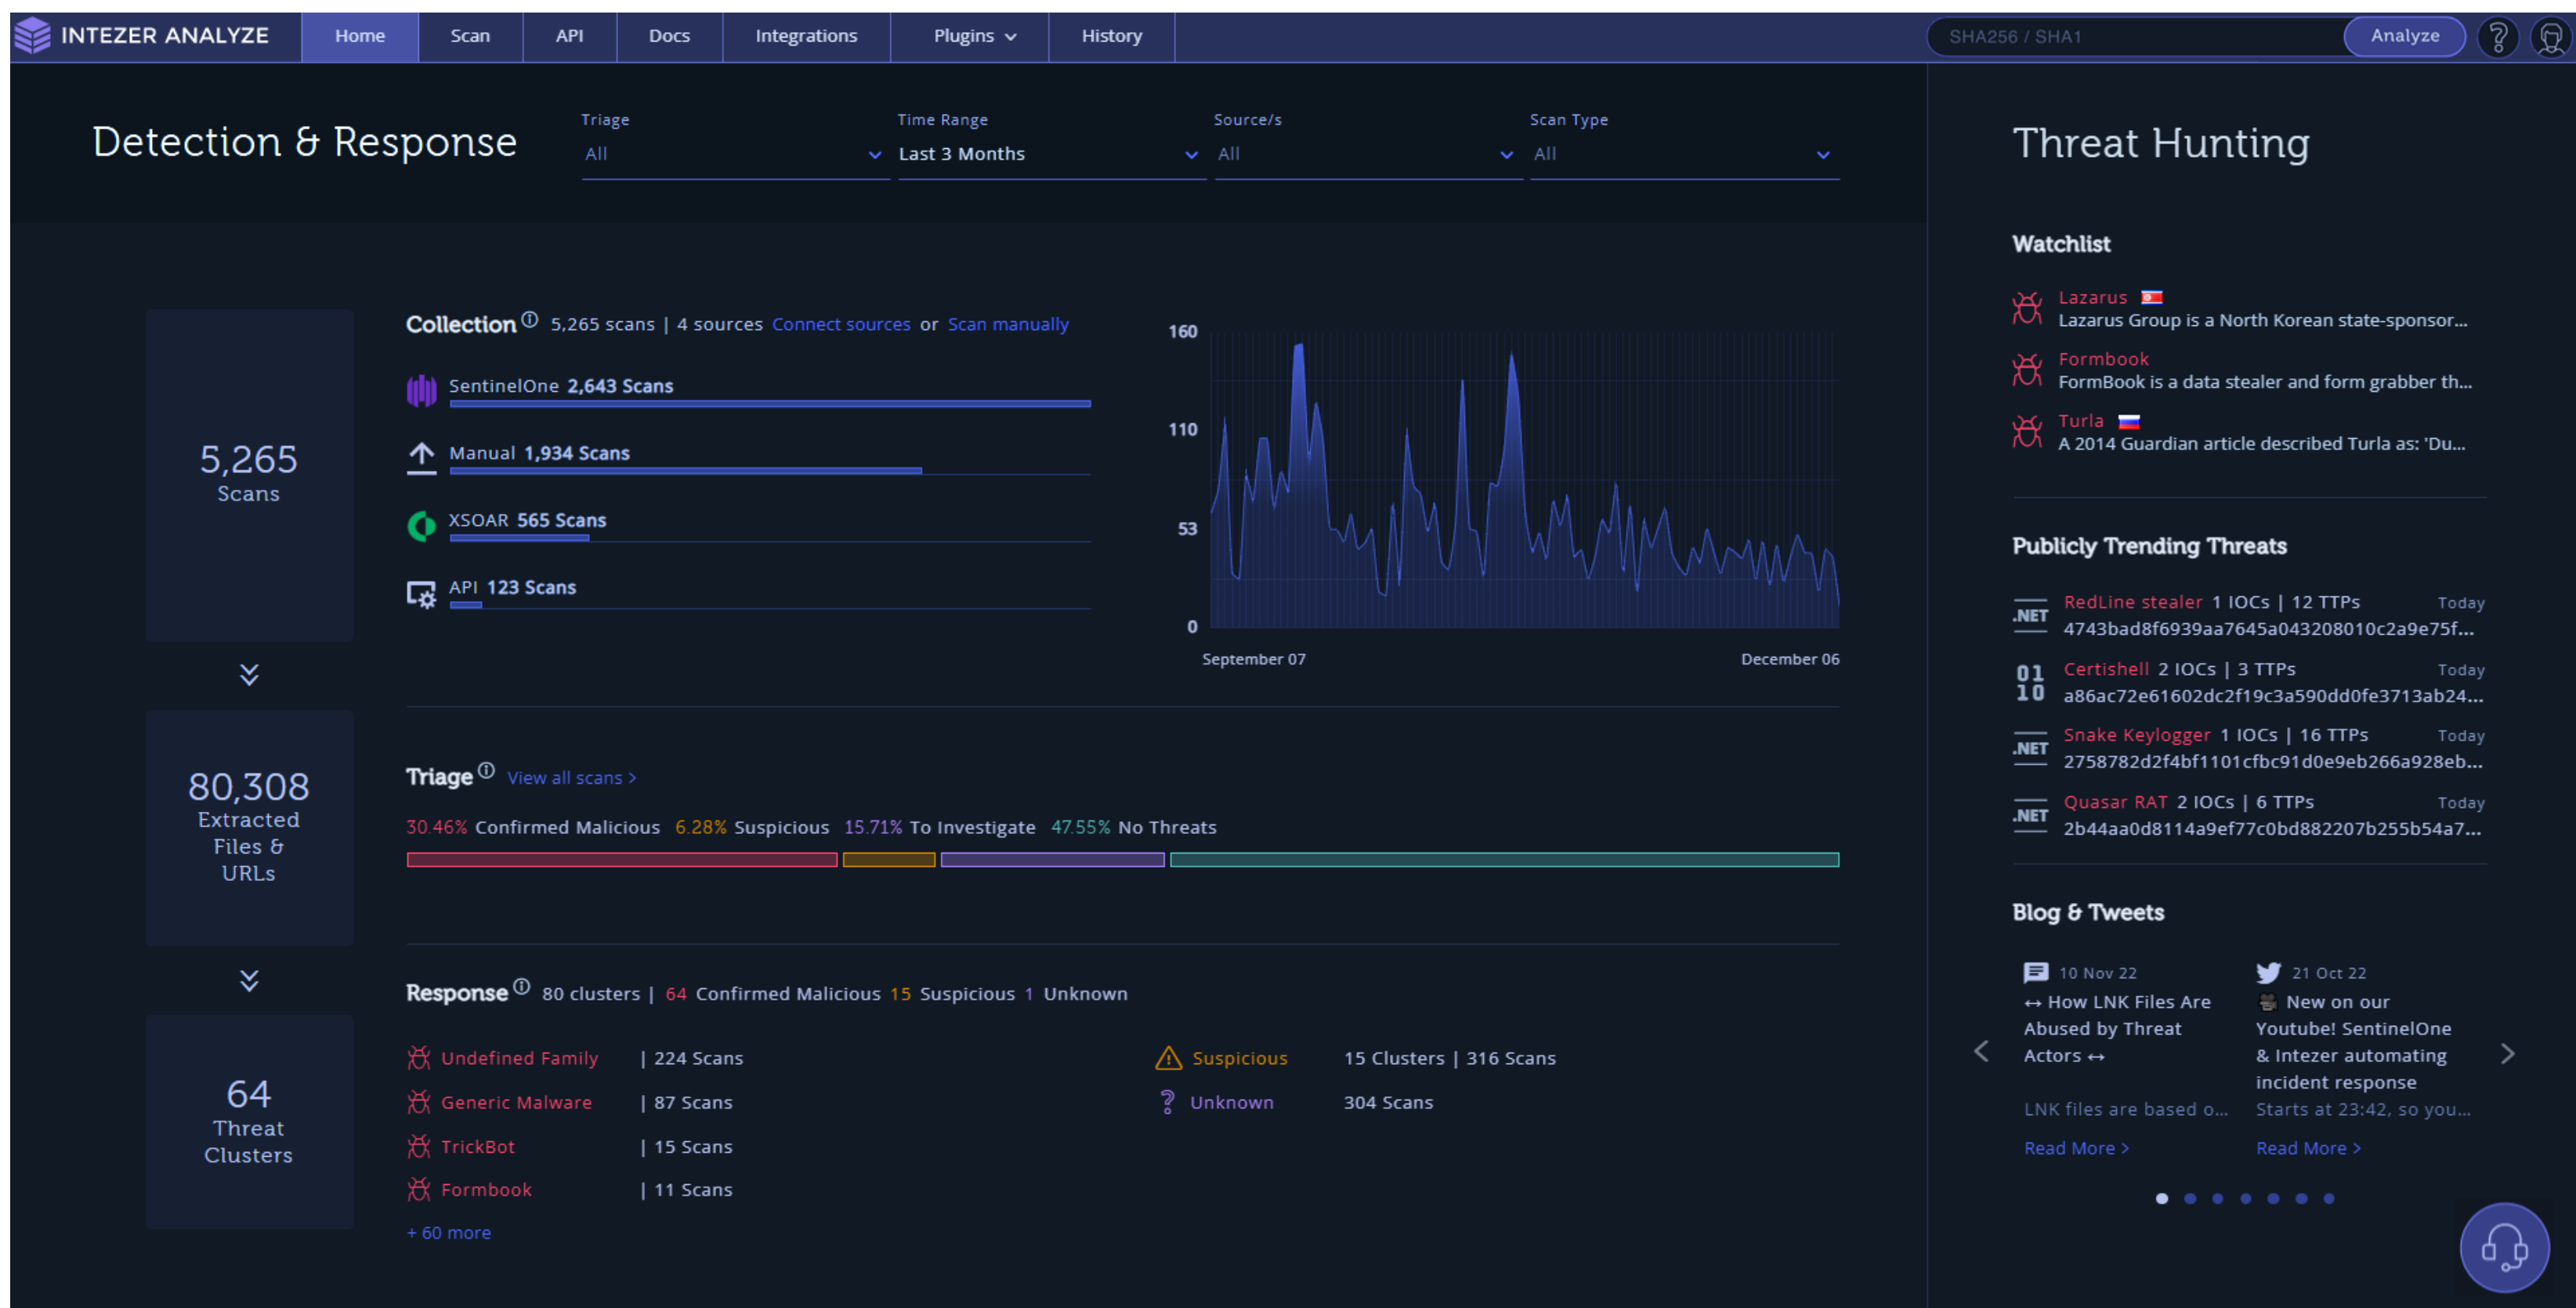 INTEZER ANALYZE
Home
Scan
API
Docs
Integrations
Plugins
History
SHA256 / SHA1
Analyze
Detection & Response
Triage
All
Time Range
Last 3 Months
Source/s
All
Scan Type
All
5,265
Scans
80,308
Extracted
Files &
URLs
64
Threat
Clusters
Collection 5,265 scans | 4 sources Connect sources or Scan manually
SentinelOne 2,643 Scans
Manual 1,934 Scans
XSOAR 565 Scans
API 123 Scans
160
110
53
0
September 07
December 06
Triage View all scans >
30.46% Confirmed Malicious 6.28% Suspicious 15.71% To Investigate 47.55% No Threats
Response 80 clusters | 64 Confirmed Malicious 15 Suspicious 1 Unknown
Undefined Family | 224 Scans
Generic Malware | 87 Scans
TrickBot | 15 Scans
Formbook | 11 Scans
+ 60 more
Suspicious 15 Clusters | 316 Scans
Unknown 304 Scans
Threat Hunting
Watchlist
Lazarus
Lazarus Group is a North Korean state-sponsor...
Formbook
FormBook is a data stealer and form grabber th...
Turla
A 2014 Guardian article described Turla as: 'Du...
Publicly Trending Threats
.NET
RedLine stealer 1 IOCs | 12 TTPs Today
4743bad8f6939aa7645a043208010c2a9e75f...
01
10
Certishell 2 IOCs | 3 TTPs Today
a86ac72e61602dc2f19c3a590dd0fe3713ab24...
.NET
Snake Keylogger 1 IOCs | 16 TTPs Today
2758782d2f4bf1101cfbc91d0e9eb266a928eb...
.NET
Quasar RAT 2 IOCs | 6 TTPs Today
2b44aa0d8114a9ef77c0bd882207b255b54a7...
Blog & Tweets
10 Nov 22
↔ How LNK Files Are
Abused by Threat
Actors ↔
LNK files are based o...
Read More >
21 Oct 22
New on our
Youtube! SentinelOne
& Intezer automating
incident response
Starts at 23:42, so you...
Read More >